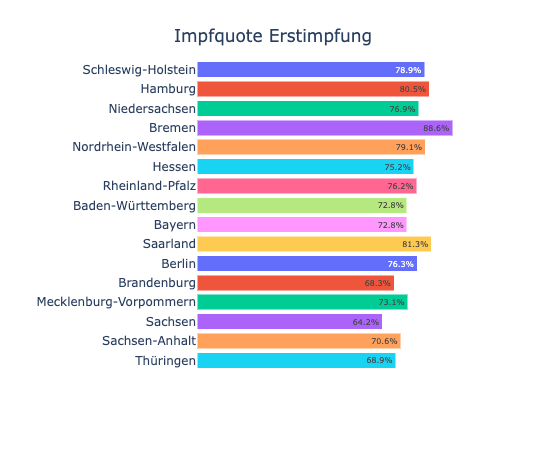 Impfquote Erstimpfung
Schleswig-Holstein 78.9%
Hamburg 80.5%
Niedersachsen 76.9%
Bremen 88.6%
Nordrhein-Westfalen 79.1%
Hessen 75.2%
Rheinland-Pfalz 76.2%
Baden-Württemberg 72.8%
Bayern 72.8%
Saarland 81.3%
Berlin 76.3%
Brandenburg 68.3%
Mecklenburg-Vorpommern 73.1%
Sachsen 64.2%
Sachsen-Anhalt 70.6%
Thüringen 68.9%